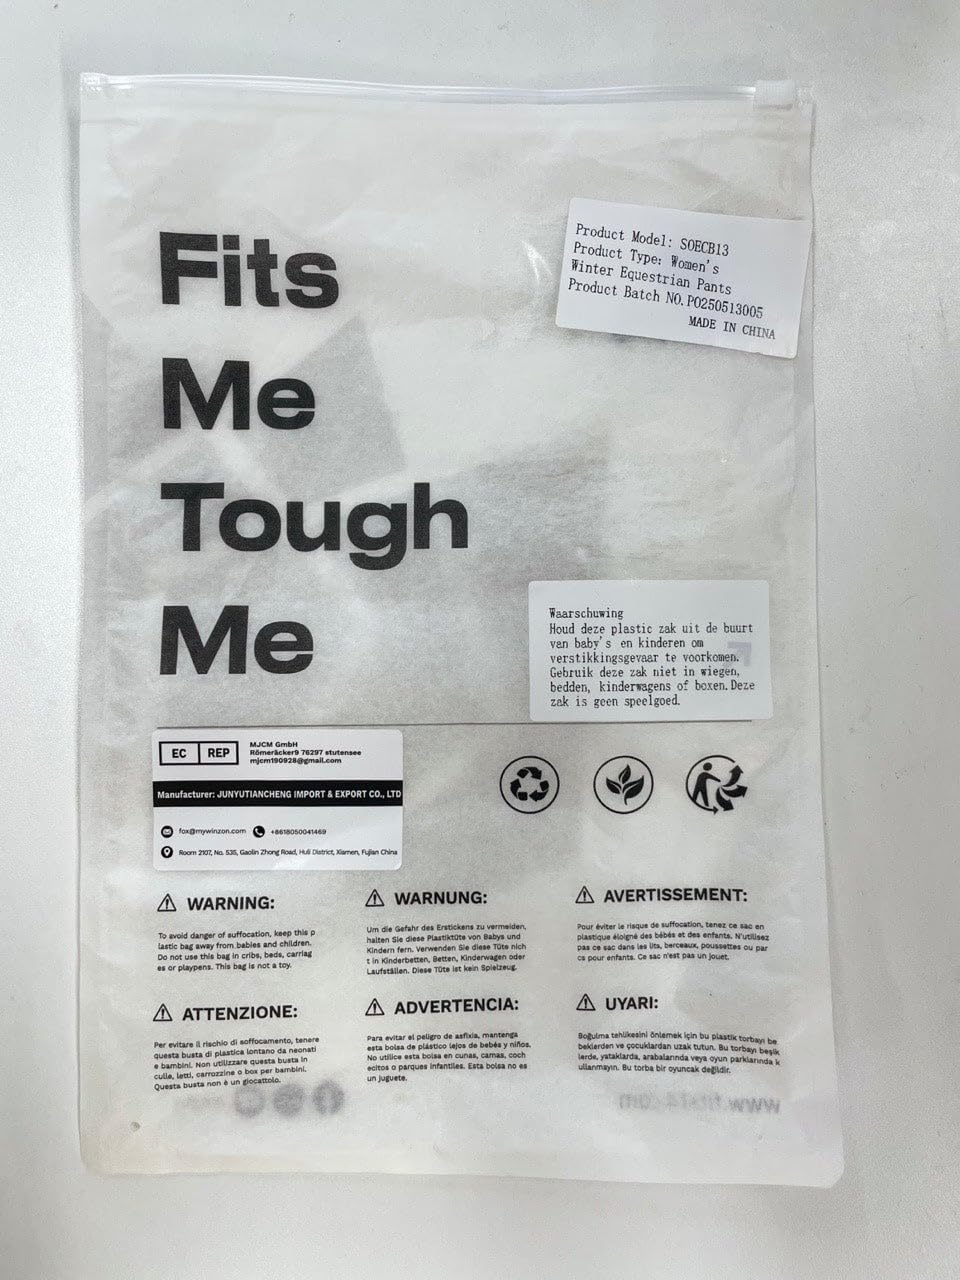 Fits
Me
Tough
Me
Product Model: SOECB13
Product Type: Women's
Winter Equestrian Pants
Product Batch NO. PO250513005
MADE IN CHINA
Waarschuwing
Houd deze plastic zak uit de buurt
van baby's en kinderen om
verstikkingsgevaar te voorkomen.
Gebruik deze zak niet in wiegen,
bedden, kinderwagens of boxen. Deze
zak is geen speelgoed.
EC REP
MJCM GmbH
Römeräcker9 76297 stutensee
mjcm190928@gmail.com
Manufacturer: JUNYUTIANCHENG IMPORT & EXPORT CO., LTD
fox@mywinzon.com +8618050041469
Room 2107, No. 535, Gaolin Zhong Road, Huli District, Xiamen, Fujian China
WARNING:
To avoid danger of suffocation, keep this p
lastic bag away from babies and children.
Do not use this bag in cribs, beds, carriag
es or playpens. This bag is not a toy.
WARNUNG:
Um die Gefahr des Erstickens zu vermeiden,
halten Sie diese Plastiktüte von Babys und
Kindern fern. Verwenden Sie diese Tüte nich
t in Kinderbetten, Betten, Kinderwagen oder
Laufställen. Diese Tüte ist kein Spielzeug.
AVERTISSEMENT:
Pour éviter le risque de suffocation, tenez ce sac en
plastique éloigné des bébés et des enfants. N'utilisez
pas ce sac dans les lits, berceaux, poussettes ou par
cs pour enfants. Ce sac n'est pas un jouet.
ATTENZIONE:
Per evitare il rischio di soffocamento, tenere
questa busta di plastica lontano da neonati
e bambini. Non utilizzare questa busta in
culle, letti, carrozzine o box per bambini.
Questa busta non è un giocattolo.
ADVERTENCIA:
Para evitar el peligro de asfixia, mantenga
esta bolsa de plástico lejos de bebés y niños.
No utilice esta bolsa en cunas, camas, coch
ecitos o parques infantiles. Esta bolsa no es
un juguete.
UYARI:
Boğulma tehlikesini önlemek için bu plastik torbayı be
beklerden ve çocuklardan uzak tutun. Bu torbayı beşik
lerde, yataklarda, arabalarında veya oyun parklarında k
ullanmayın. Bu torba bir oyuncak değildir.